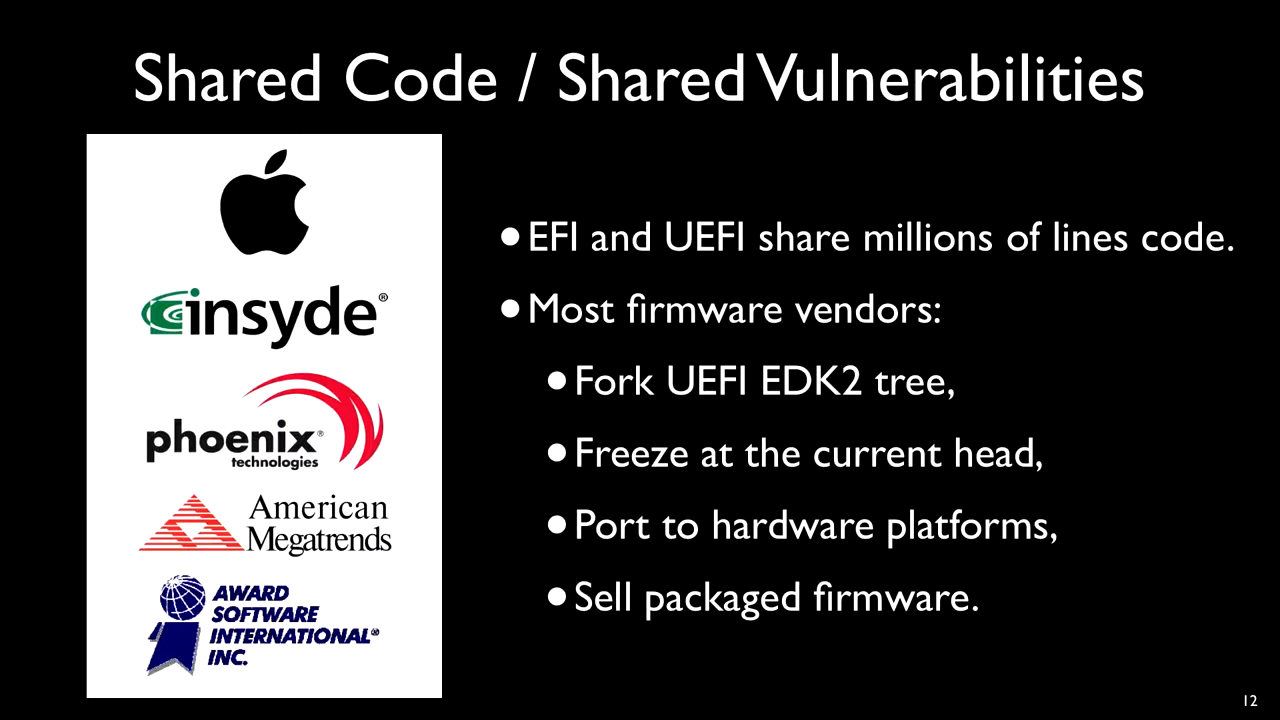 Shared Code / Shared Vulnerabilities
insyde®
phoenix®
technologies
American
Megatrends
AWARD
SOFTWARE
INTERNATIONAL®
INC.
•EFI and UEFI share millions of lines code.
•Most firmware vendors:
•Fork UEFI EDK2 tree,
•Freeze at the current head,
•Port to hardware platforms,
•Sell packaged firmware.
12